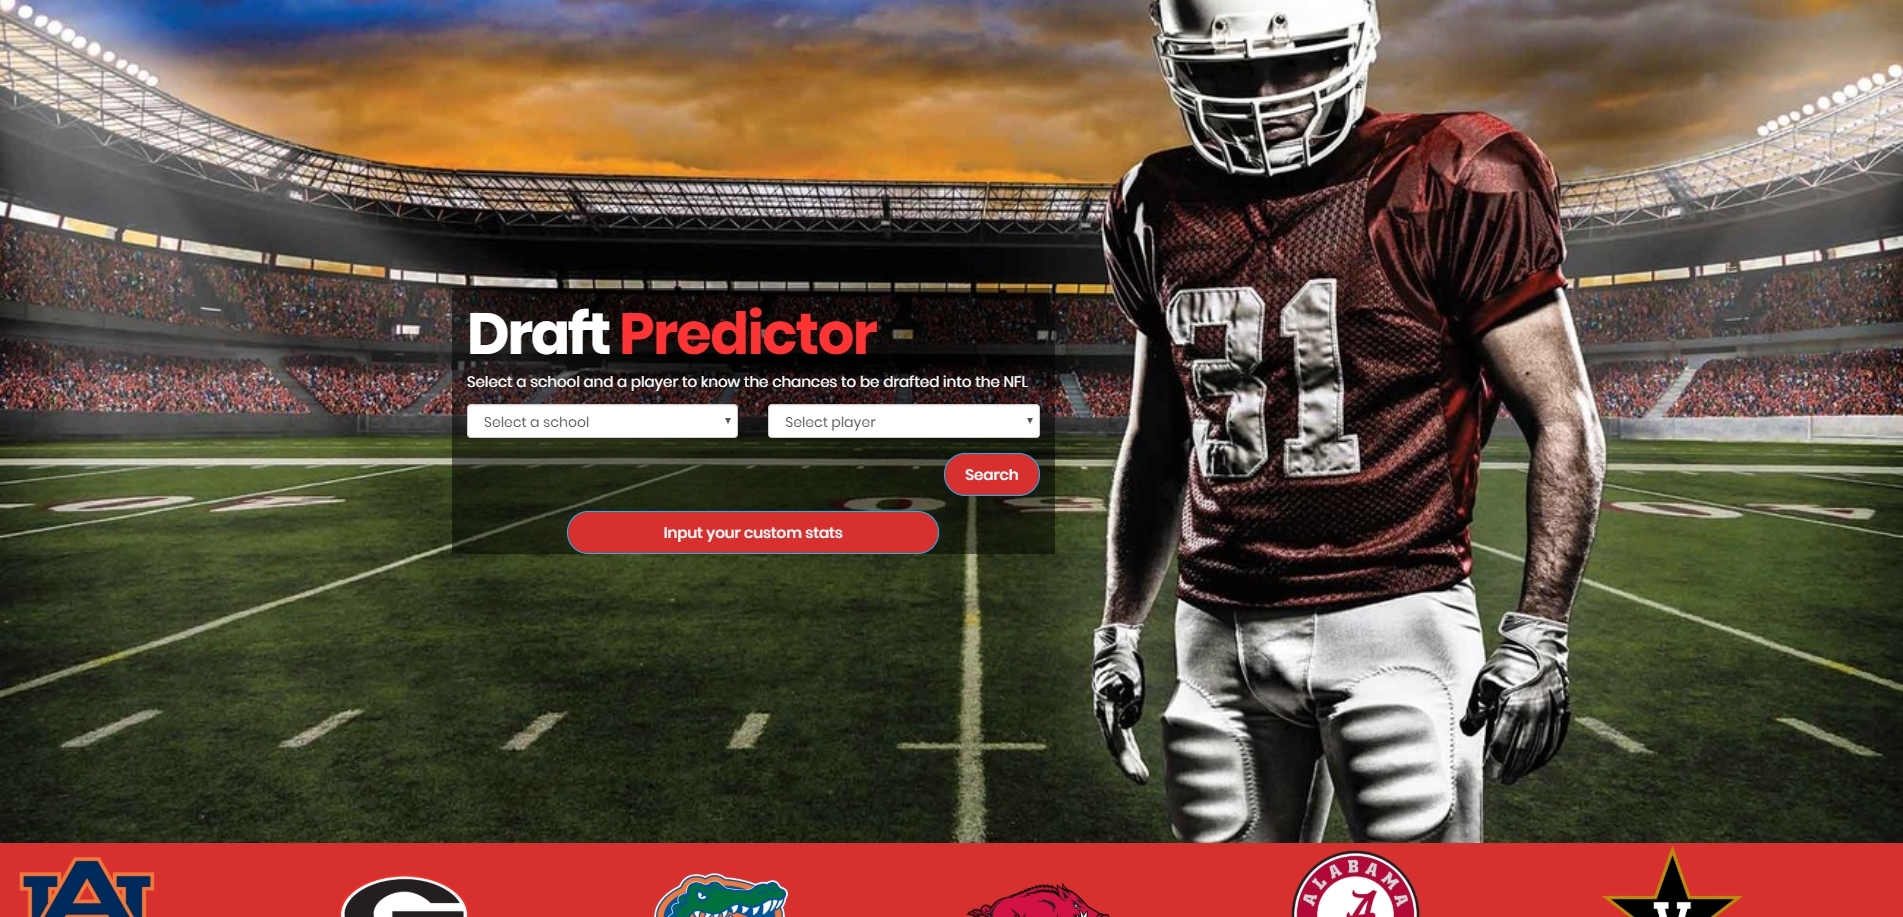 Draft Predictor
Select a school and a player to know the chances to be drafted into the NFL
Select a school
Select player
Search
Input your custom stats
31
ALABAMA
A
V